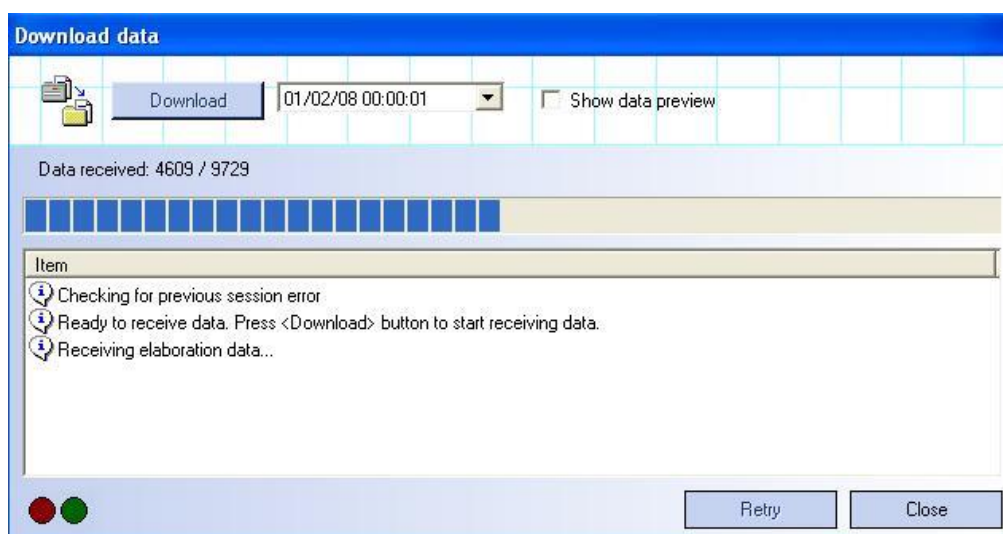 Download data
Download 01/02/08 00:00:01 Show data preview
Data received: 4609 / 9729
Item
Checking for previous session error
Ready to receive data. Press <Download> button to start receiving data.
Receiving elaboration data...
Retry Close